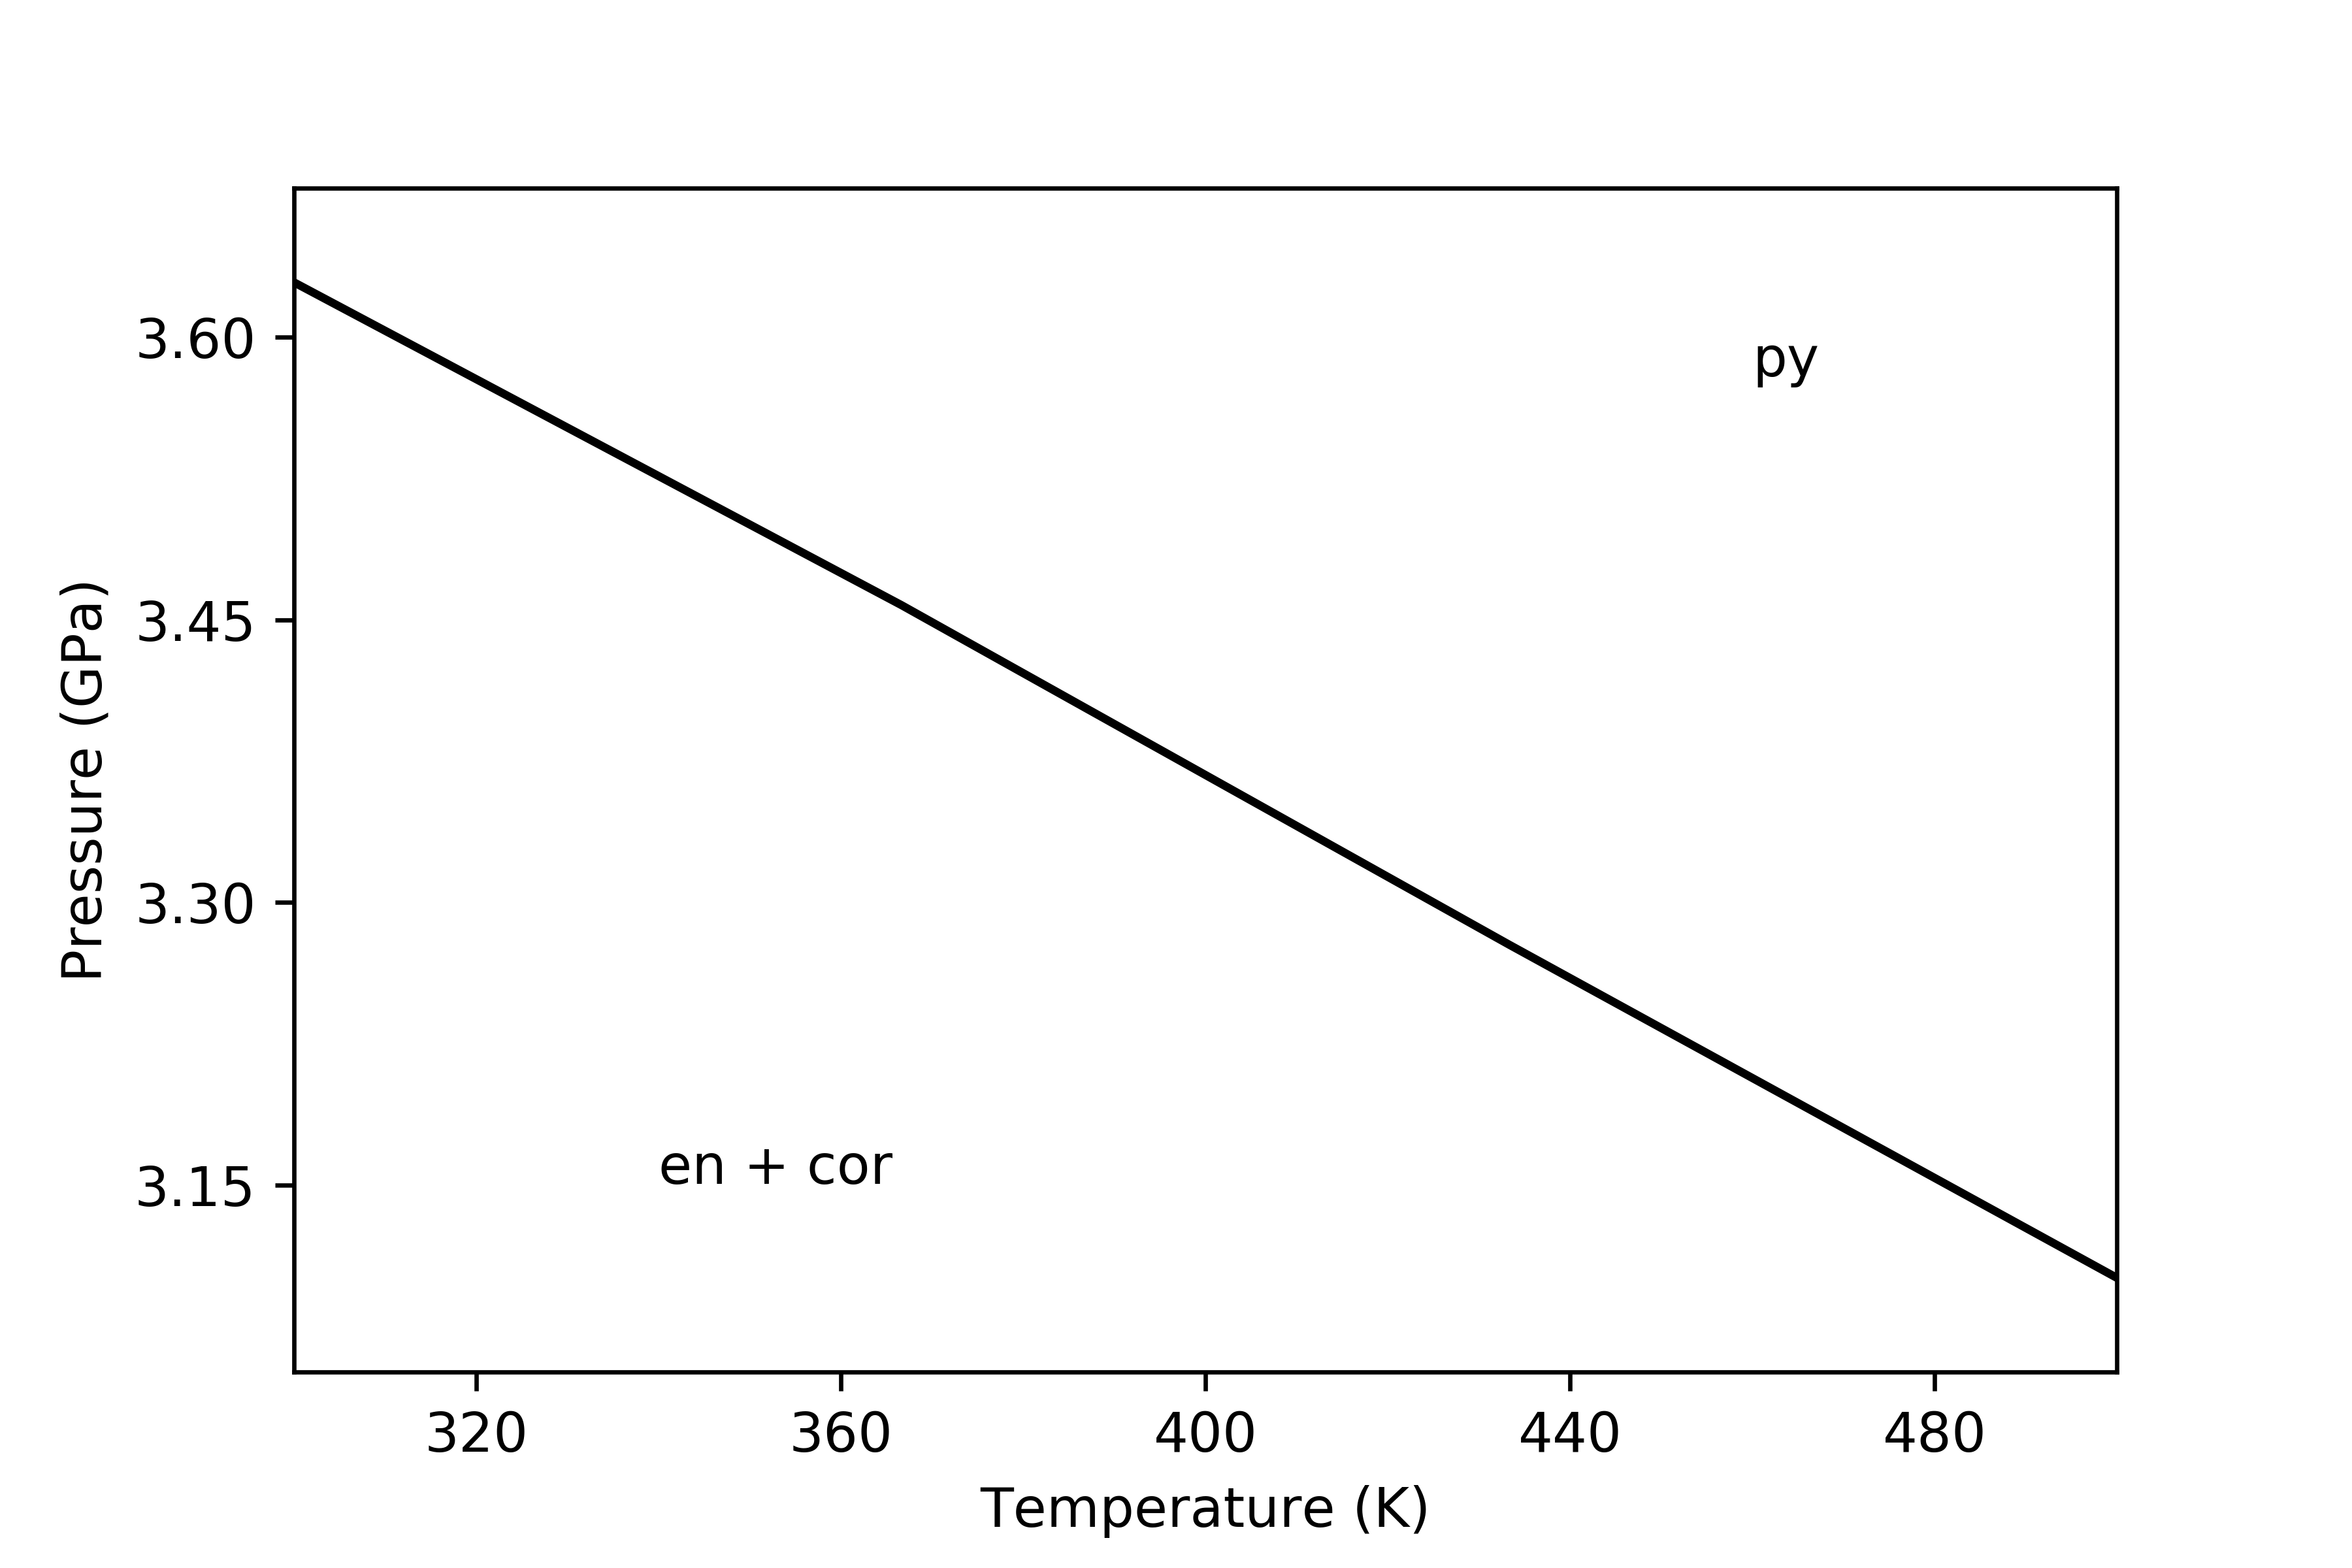 3.60
py
3.45
3.30
3.15
en + cor
Pressure (GPa)
320 360 400 440 480
Temperature (K)